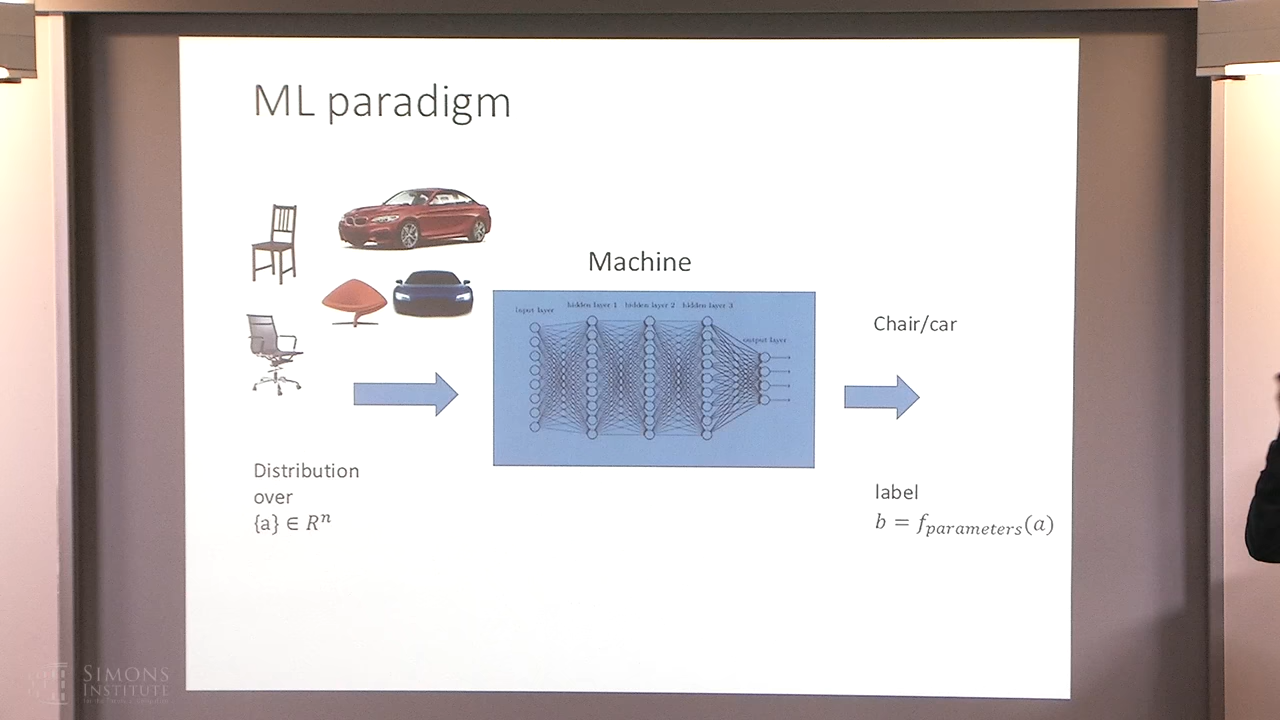 ML paradigm
Machine
input layer
hidden layer 1 hidden layer 2 hidden layer 3
output layer
Chair/car
Distribution
over
{a} ∈ Rⁿ
label
b = f_parameters(a)
SIMONS
INSTITUTE